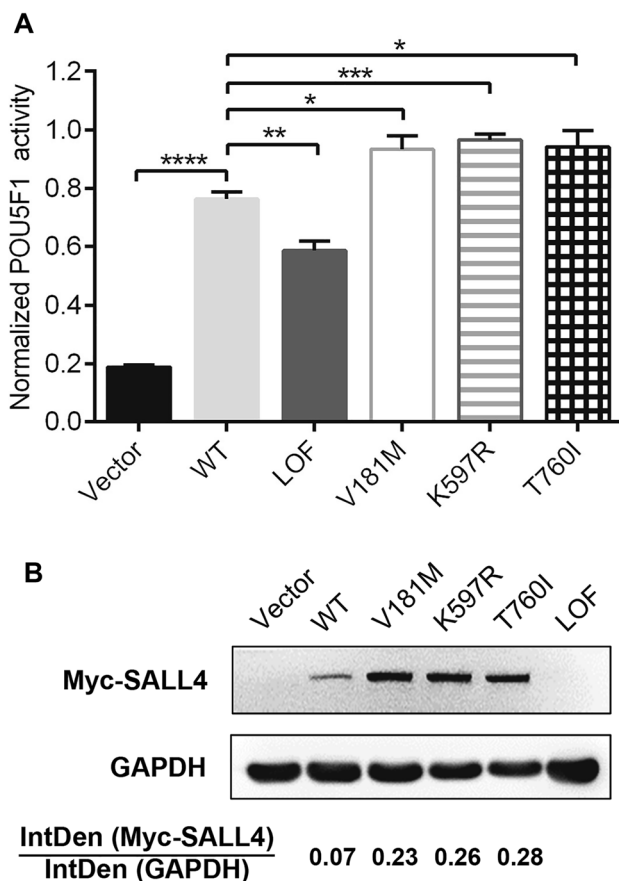 A
Normalized POU5F1 activity
1.2
1.0
0.8
0.6
0.4
0.2
0.0
*
***
*
**
****
Vector
WT
LOF
V181M
K597R
T760I
B
Vector
WT
V181M
K597R
T760I
LOF
Myc-SALL4
GAPDH
IntDen (Myc-SALL4)
IntDen (GAPDH)
0.07 0.23 0.26 0.28